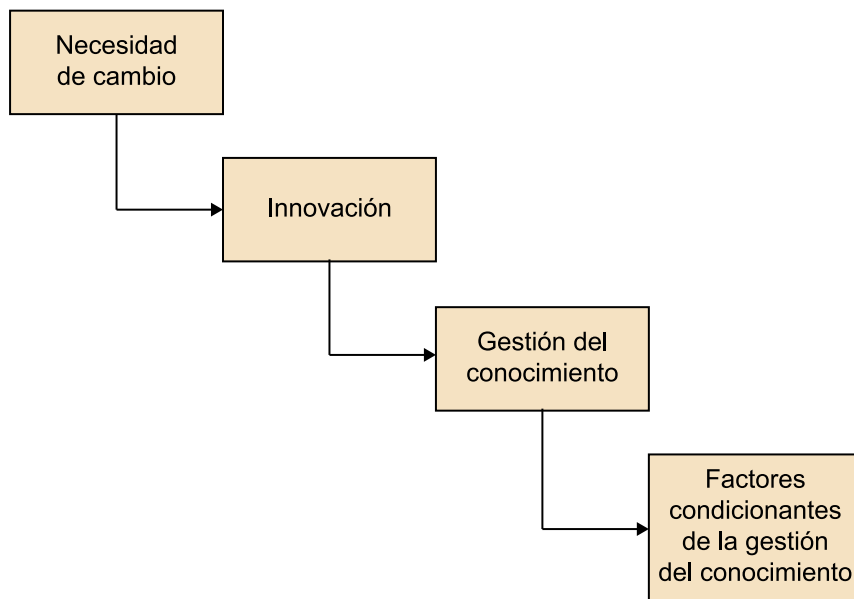 Necesidad
de cambio
Innovación
Gestión del
conocimiento
Factores
condicionantes
de la gestión
del conocimiento